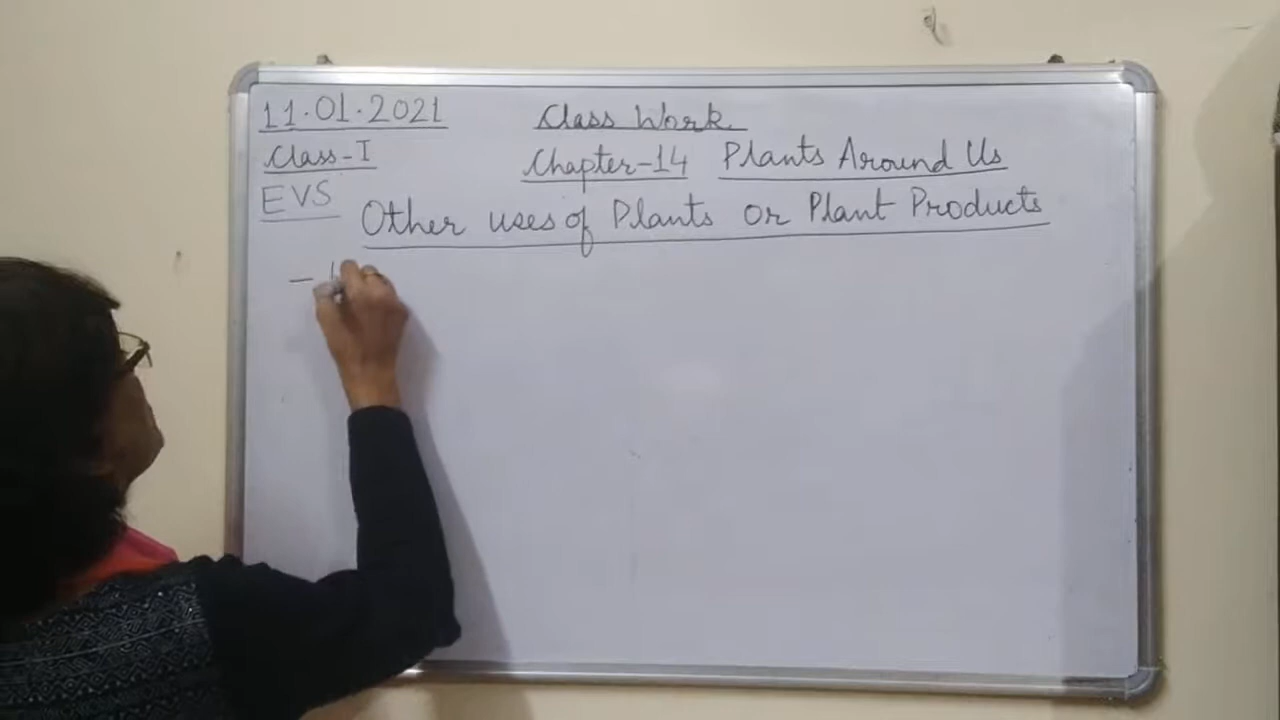 11.01.2021 Class Work
Class-I Chapter-14 Plants Around Us
EVS
Other uses of Plants or Plant Products